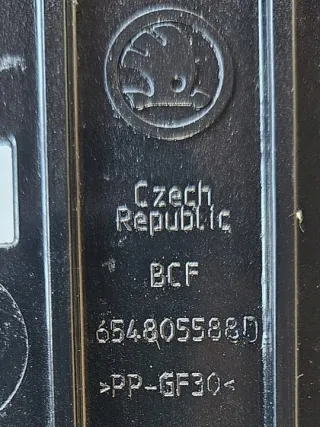 Czech
Republic
BCF
654805588D
>PP-GF30<